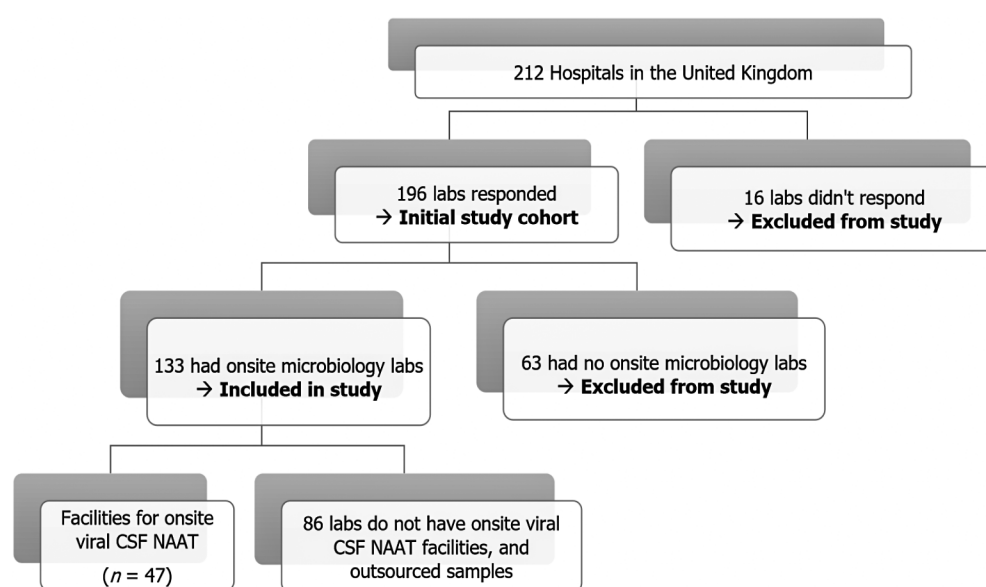 212 Hospitals in the United Kingdom
196 labs responded
→ Initial study cohort
16 labs didn't respond
→ Excluded from study
133 had onsite microbiology labs
→ Included in study
63 had no onsite microbiology labs
→ Excluded from study
Facilities for onsite
viral CSF NAAT
(n = 47)
86 labs do not have onsite viral
CSF NAAT facilities, and
outsourced samples